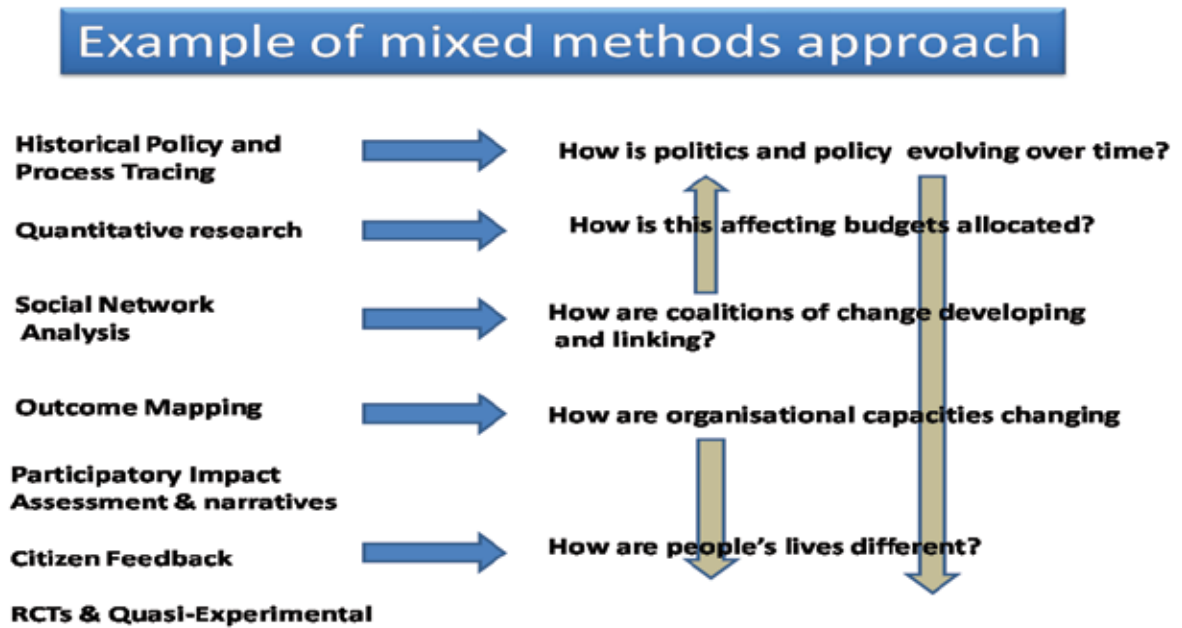 Example of mixed methods approach
Historical Policy and
Process Tracing
How is politics and policy evolving over time?
Quantitative research
How is this affecting budgets allocated?
Social Network
Analysis
How are coalitions of change developing
and linking?
Outcome Mapping
How are organisational capacities changing
Participatory Impact
Assessment & narratives
Citizen Feedback
How are people's lives different?
RCTs & Quasi-Experimental